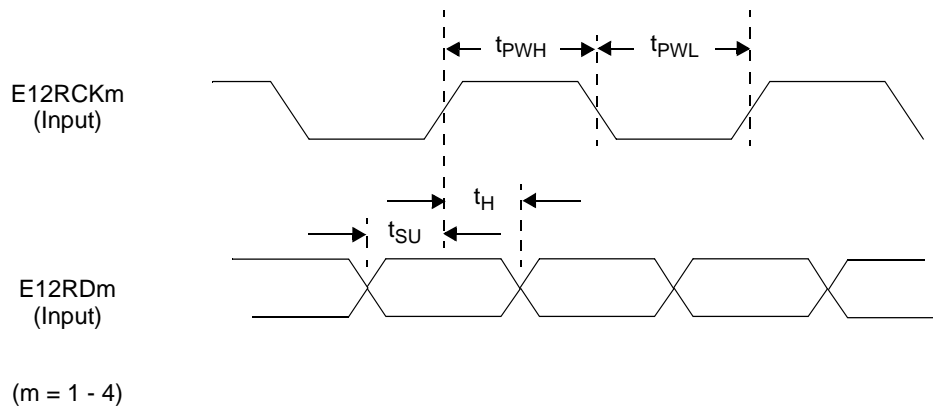 tPWH
tPWL
E12RCKm
(Input)
tH
tSU
E12RDm
(Input)
(m = 1 - 4)